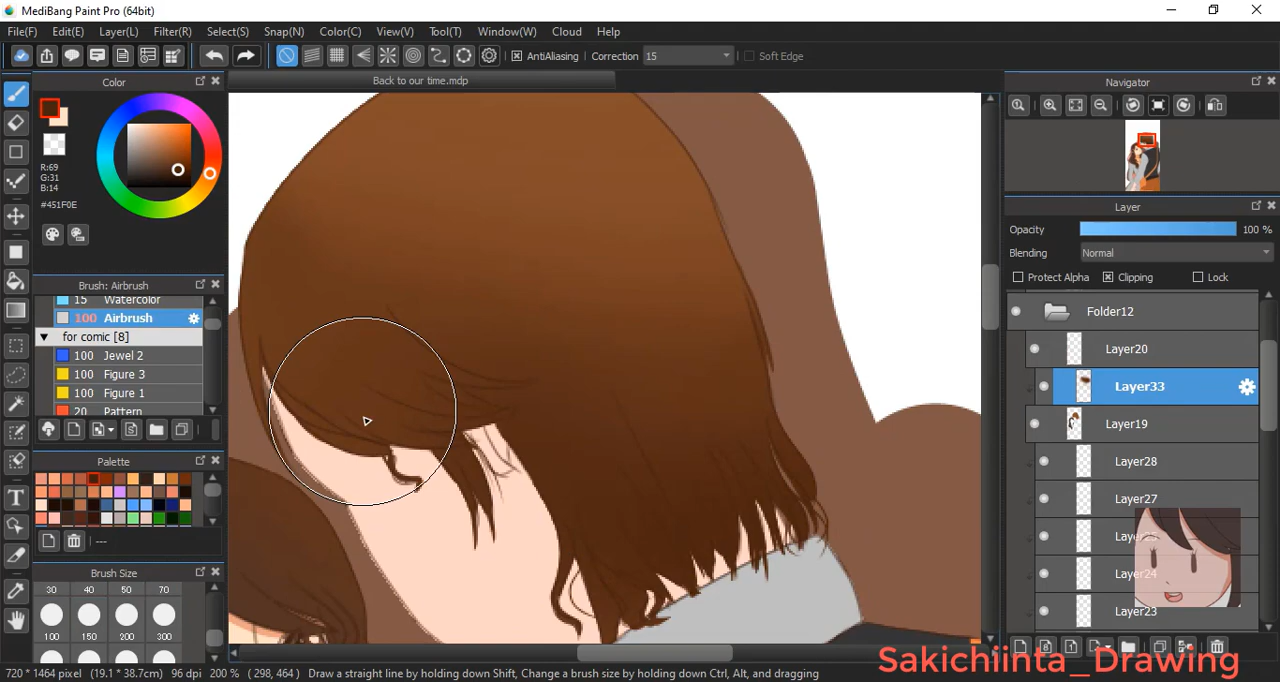 MediBang Paint Pro (64bit)
File(F) Edit(E) Layer(L) Filter(R) Select(S) Snap(N) Color(C) View(V) Tool(T) Window(W) Cloud Help
AntiAliasing Correction 15 Soft Edge
Color
R:69
G:31
B:14
#451F0E
Back to our time.mdp
Brush: Airbrush
15 Watercolor
100 Airbrush
for comic [8]
100 Jewel 2
100 Figure 3
100 Figure 1
20 Pattern
Palette
---
Brush Size
30 40 50 70
100 150 200 300
Navigator
Layer
Opacity 100 %
Blending Normal
Protect Alpha Clipping Lock
Folder12
Layer20
Layer33
Layer19
Layer28
Layer27
Layer24
Layer23
720 * 1464 pixel (19.1 * 38.7cm) 96 dpi 200 % ( 298, 464 ) Draw a straight line by holding down Shift, Change a brush size by holding down Ctrl, Alt, and dragging
Sakichiinta_Drawing